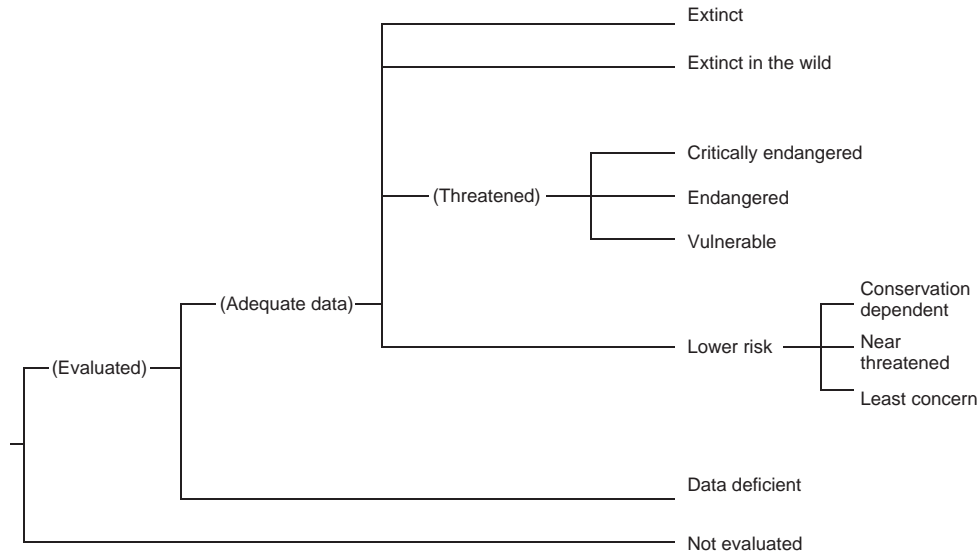 Extinct
Extinct in the wild
Critically endangered
(Threatened)
Endangered
Vulnerable
Conservation
dependent
(Adequate data)
Lower risk
Near
threatened
(Evaluated)
Least concern
Data deficient
Not evaluated